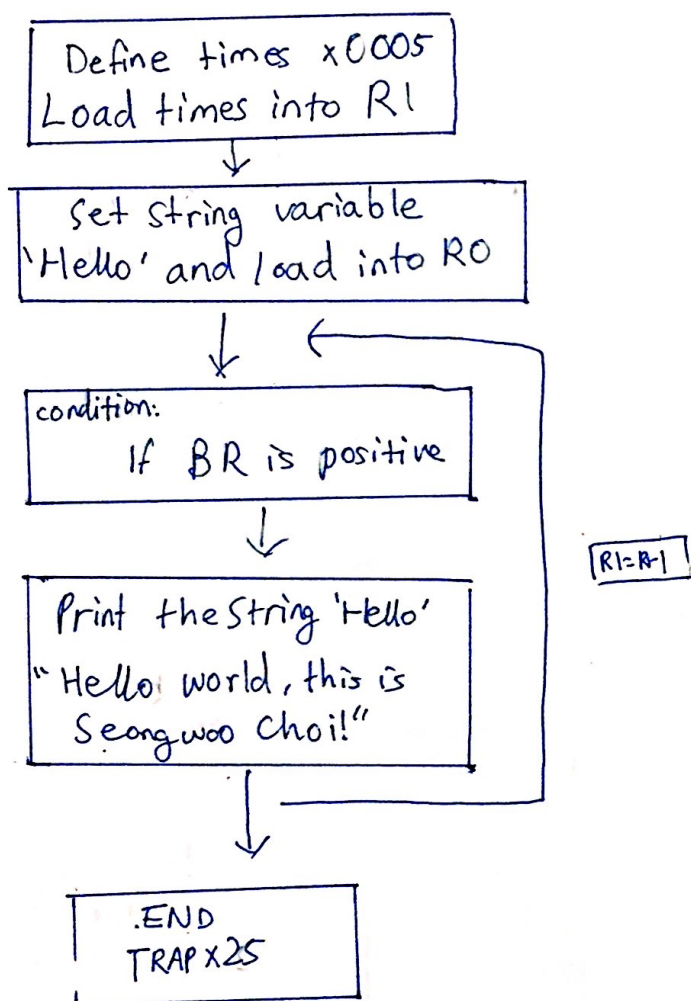 Define times x0005
Load times into R1
Set String variable
'Hello' and load into R0
condition:
If BR is positive
R1=R-1
Print the String 'Hello'
"Hello world, this is
Seongwoo Choi!"
.END
TRAP X25